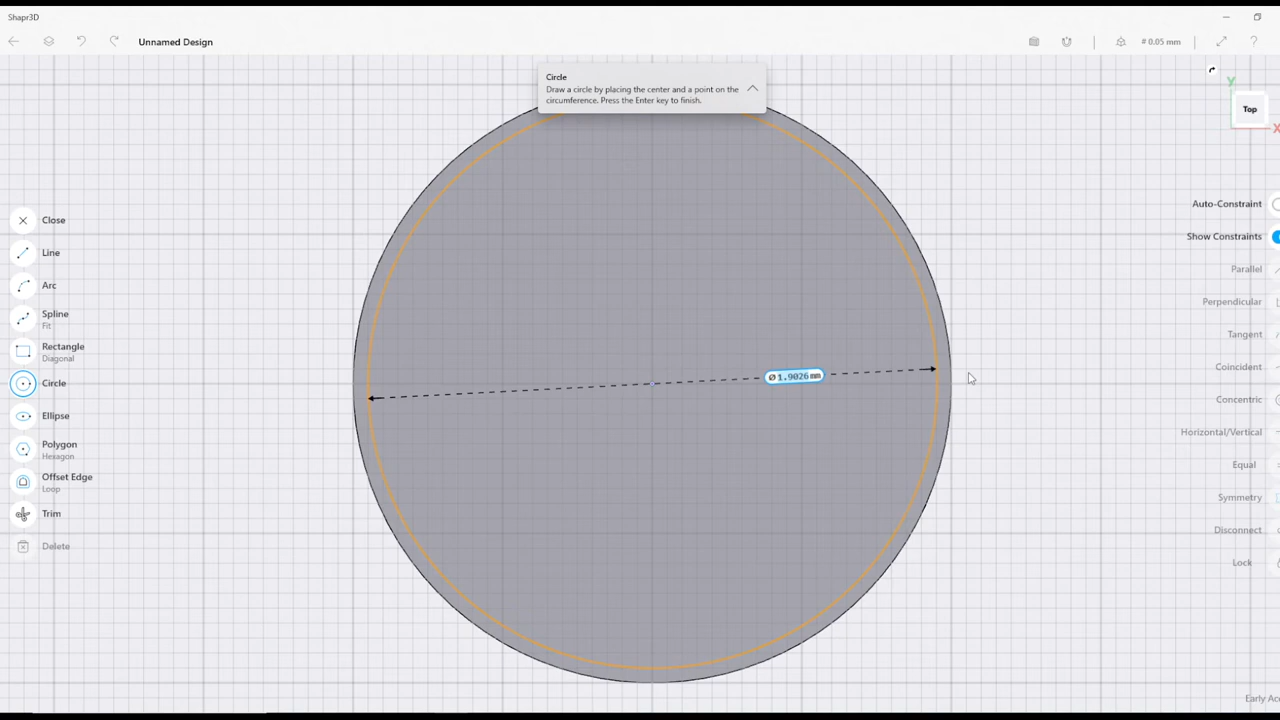 Shapr3D
Unnamed Design
# 0.05 mm
?
Circle
Draw a circle by placing the center and a point on the
circumference. Press the Enter key to finish.
Y
Top
X
Close
Line
Arc
Spline
Fit
Rectangle
Diagonal
Circle
Ellipse
Polygon
Hexagon
Offset Edge
Loop
Trim
Delete
Ø 1.9026 mm
Auto-Constraint
Show Constraints
Parallel
Perpendicular
Tangent
Coincident
Concentric
Horizontal/Vertical
Equal
Symmetry
Disconnect
Lock
Early